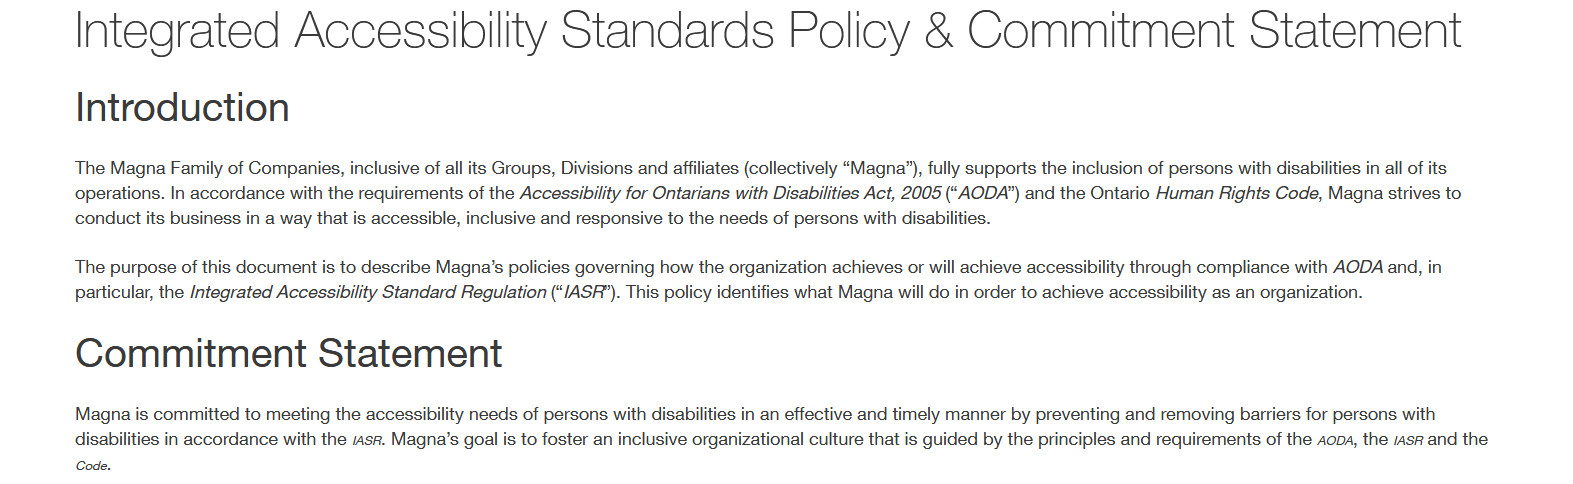 Integrated Accessibility Standards Policy & Commitment Statement
Introduction
The Magna Family of Companies, inclusive of all its Groups, Divisions and affiliates (collectively “Magna”), fully supports the inclusion of persons with disabilities in all of its
operations. In accordance with the requirements of the Accessibility for Ontarians with Disabilities Act, 2005 (“AODA”) and the Ontario Human Rights Code, Magna strives to
conduct its business in a way that is accessible, inclusive and responsive to the needs of persons with disabilities.
The purpose of this document is to describe Magna’s policies governing how the organization achieves or will achieve accessibility through compliance with AODA and, in
particular, the Integrated Accessibility Standard Regulation (“IASR”). This policy identifies what Magna will do in order to achieve accessibility as an organization.
Commitment Statement
Magna is committed to meeting the accessibility needs of persons with disabilities in an effective and timely manner by preventing and removing barriers for persons with
disabilities in accordance with the IASR. Magna’s goal is to foster an inclusive organizational culture that is guided by the principles and requirements of the AODA, the IASR and the
Code.